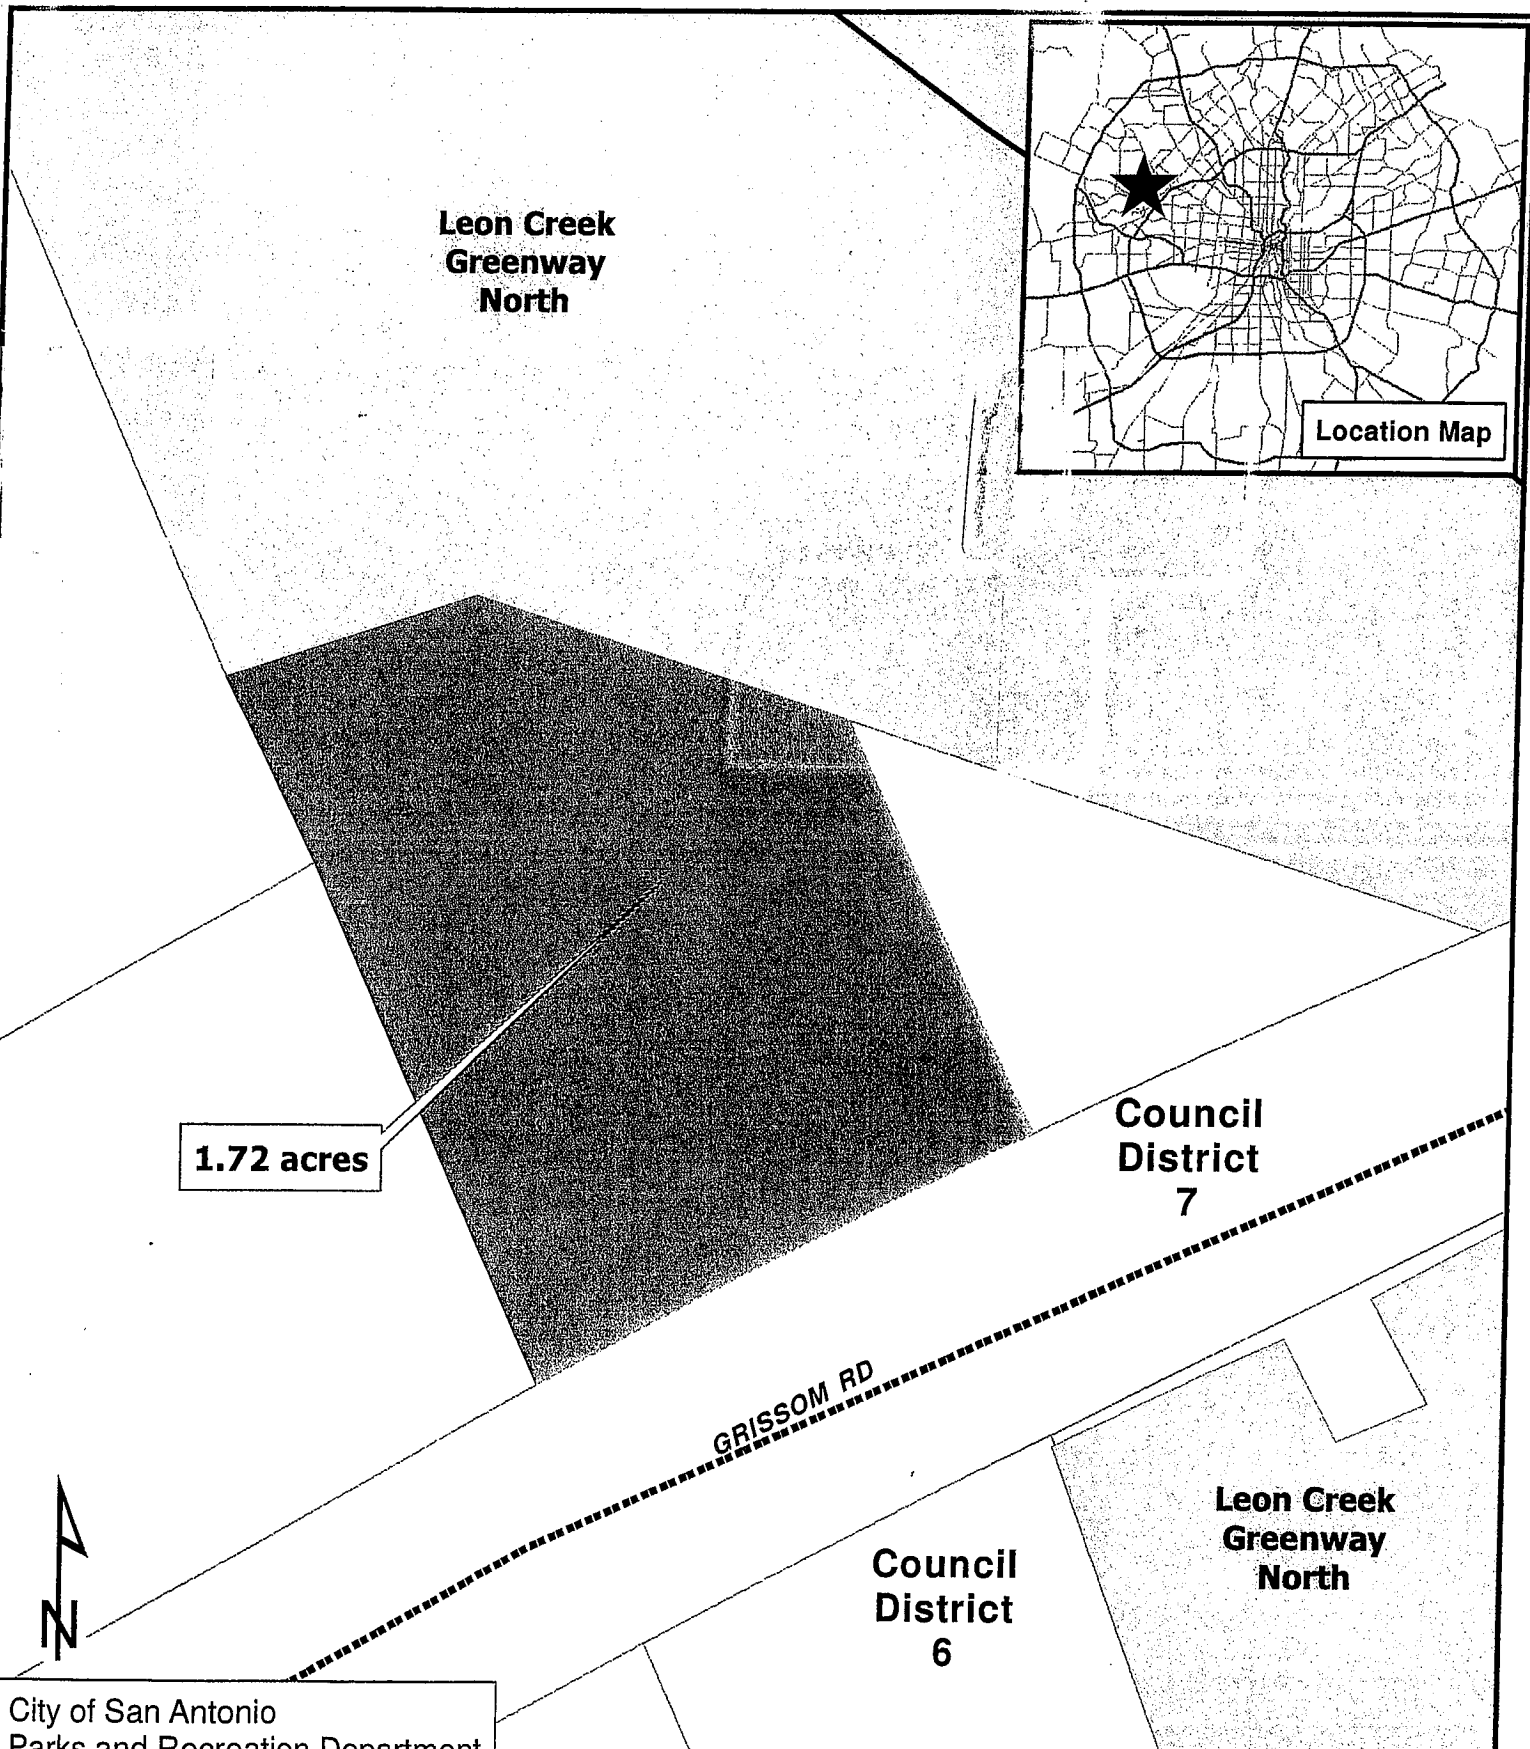 Leon Creek
Greenway
North
Location Map
1.72 acres
Council
District
7
GRISSOM RD
Leon Creek
Greenway
North
Council
District
6
N
City of San Antonio
Parks and Recreation Department